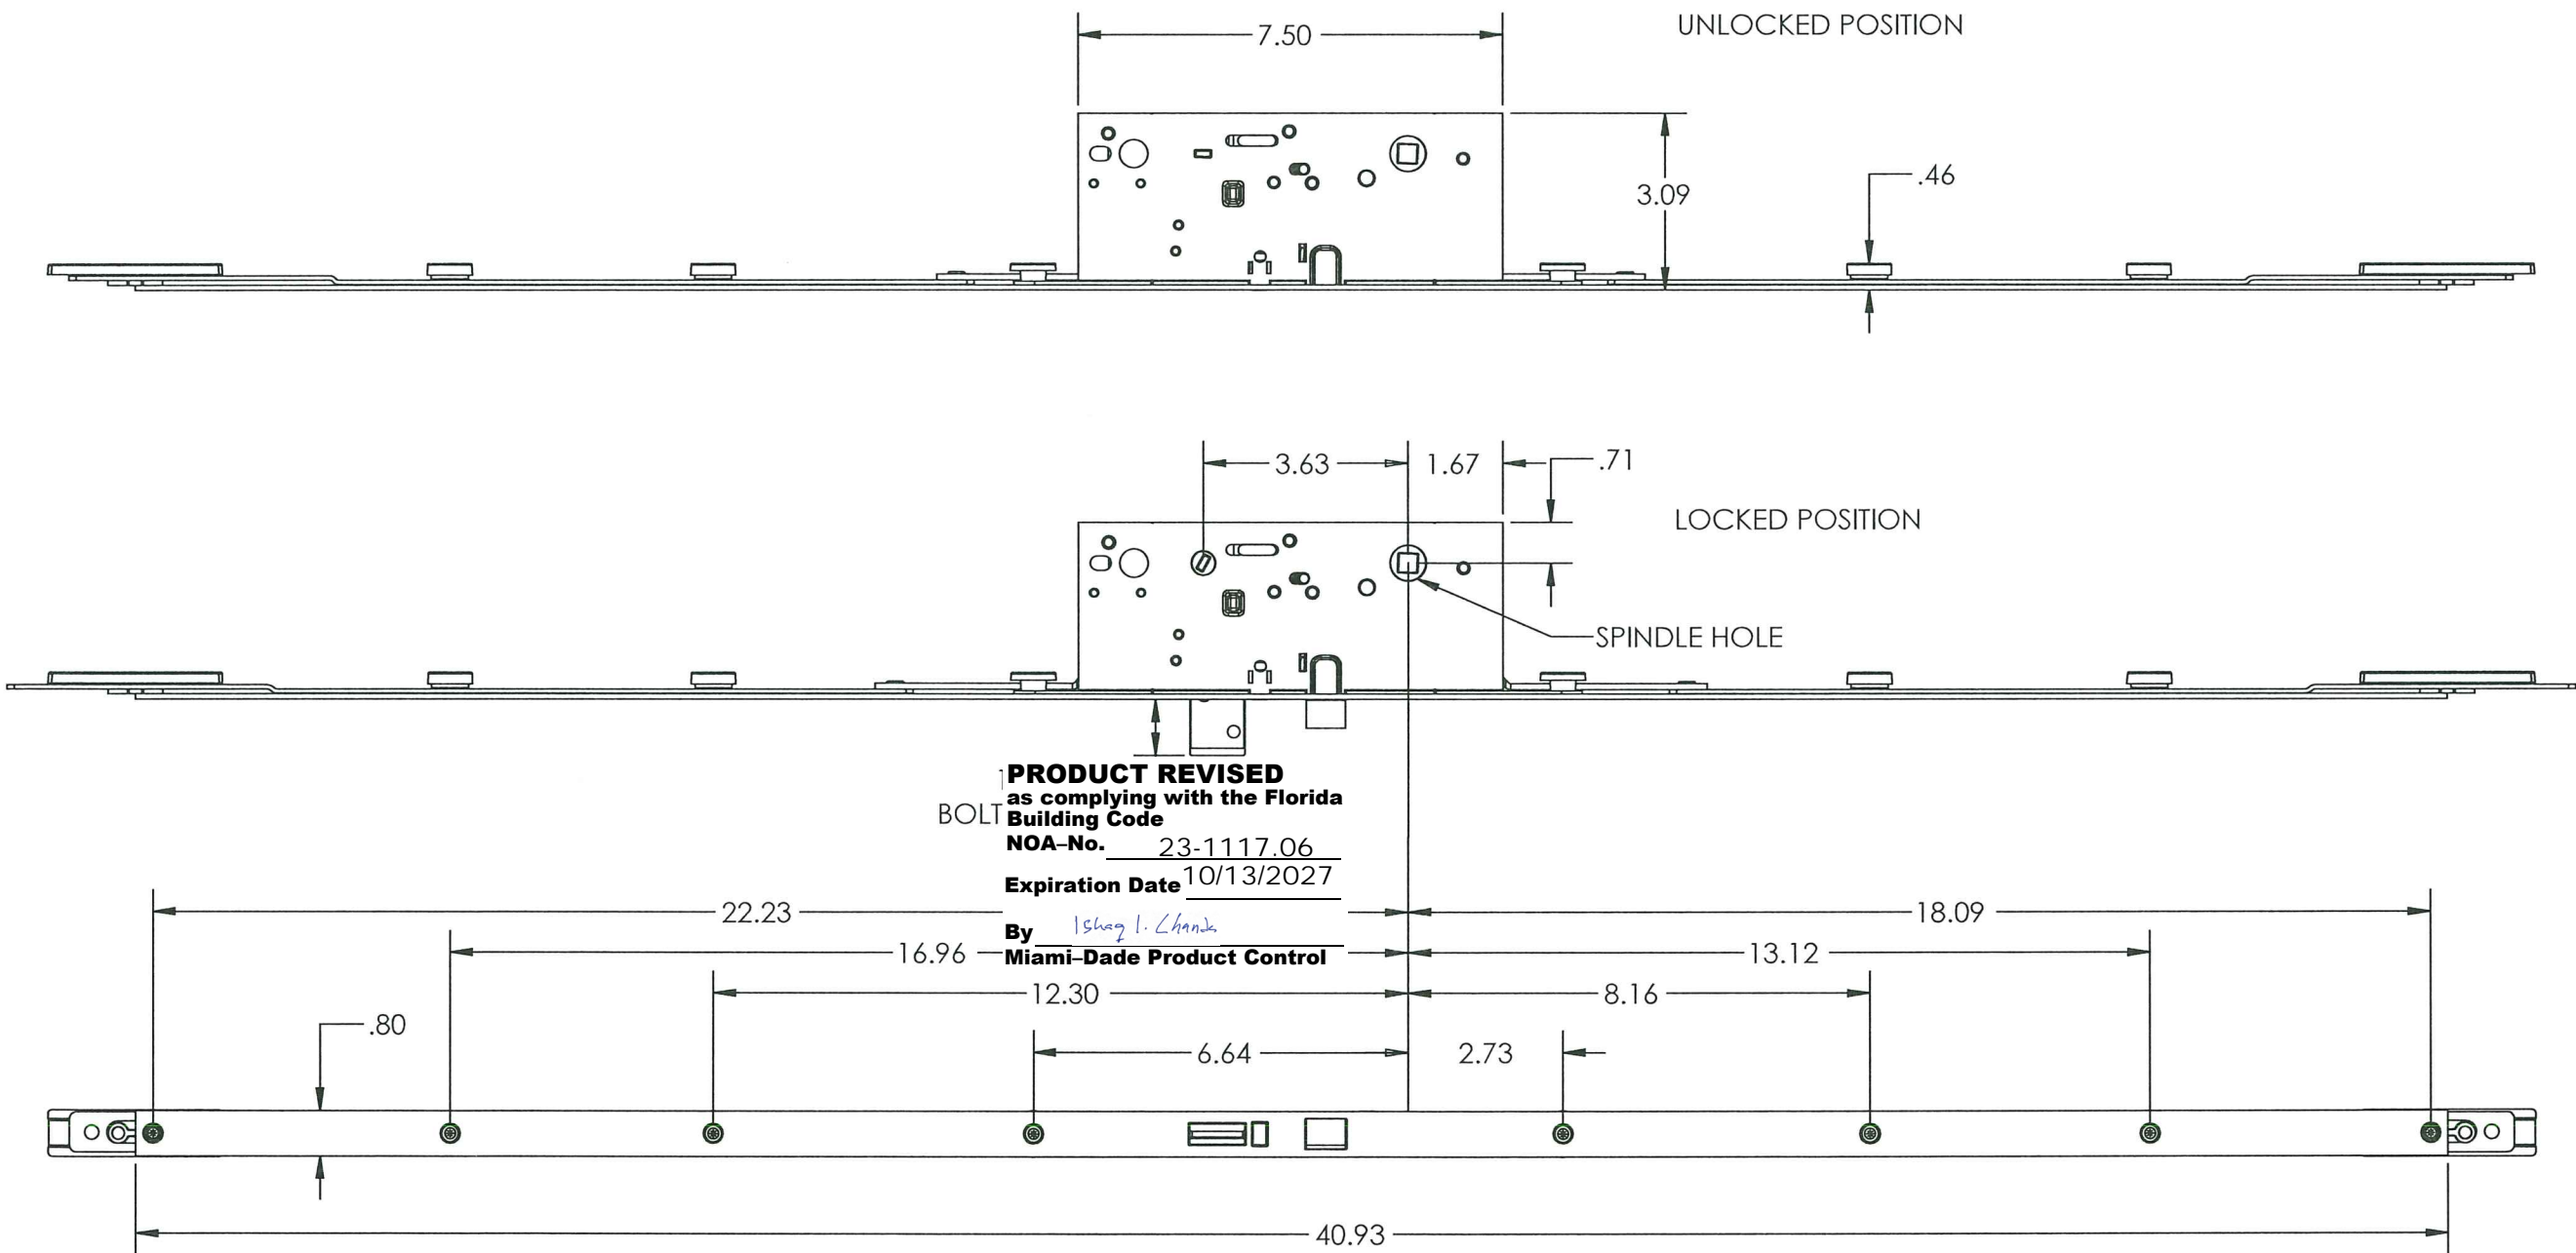 7.50
UNLOCKED POSITION
3.09
.46
3.63
1.67
.71
LOCKED POSITION
SPINDLE HOLE
BOLT
PRODUCT REVISED
as complying with the Florida
Building Code
NOA–No. 23-1117.06
Expiration Date 10/13/2027
By Ishaq I. Chanda
Miami–Dade Product Control
22.23
18.09
16.96
13.12
12.30
8.16
.80
6.64
2.73
40.93